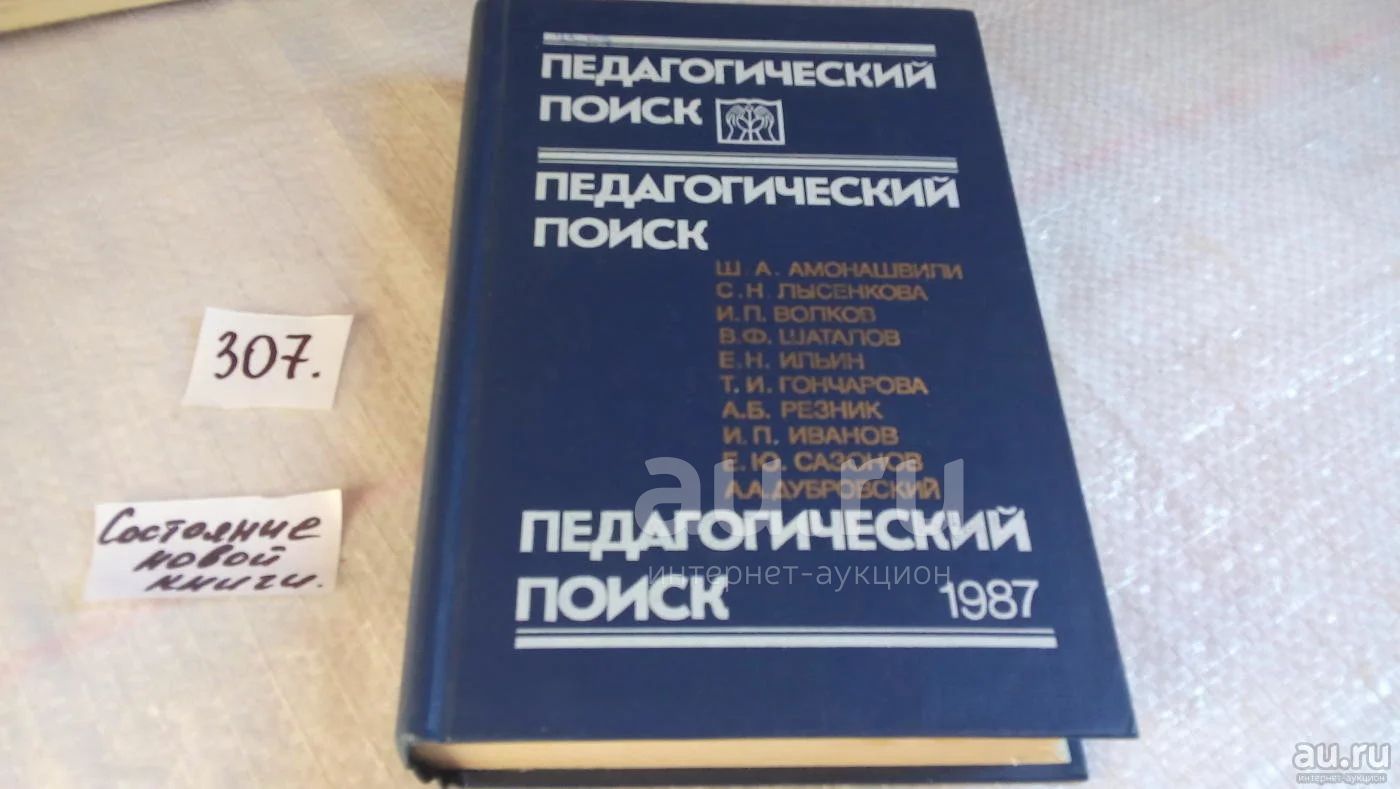 ПЕДАГОГИЧЕСКИЙ
ПОИСК
ПЕДАГОГИЧЕСКИЙ
ПОИСК
Ш.А. АМОНАШВИЛИ
С.Н. ЛЫСЕНКОВА
И.П. ВОЛКОВ
В.Ф. ШАТАЛОВ
Е.Н. ИЛЬИН
Т.И. ГОНЧАРОВА
А.Б. РЕЗНИК
И.П. ИВАНОВ
Е.Ю. САЗОНОВ
А.А. ДУБРОВСКИЙ
ПЕДАГОГИЧЕСКИЙ
ПОИСК 1987
307.
Состояние
новой
книги.
au.ru
интернет-аукцион
au.ru
интернет-аукцион